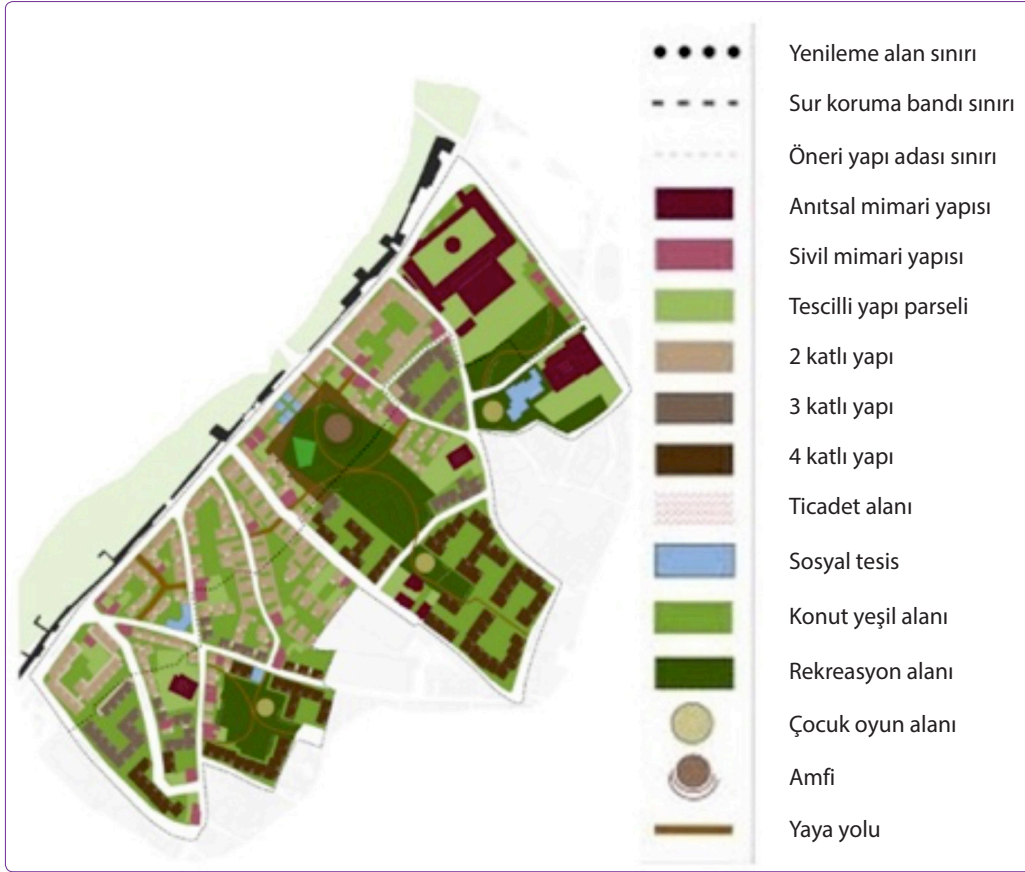 Yenileme alan sınırı
Sur koruma bandı sınırı
Öneri yapı adası sınırı
Anıtsal mimari yapısı
Sivil mimari yapısı
Tescilli yapı parseli
2 katlı yapı
3 katlı yapı
4 katlı yapı
Ticadet alanı
Sosyal tesis
Konut yeşil alanı
Rekreasyon alanı
Çocuk oyun alanı
Amfi
Yaya yolu